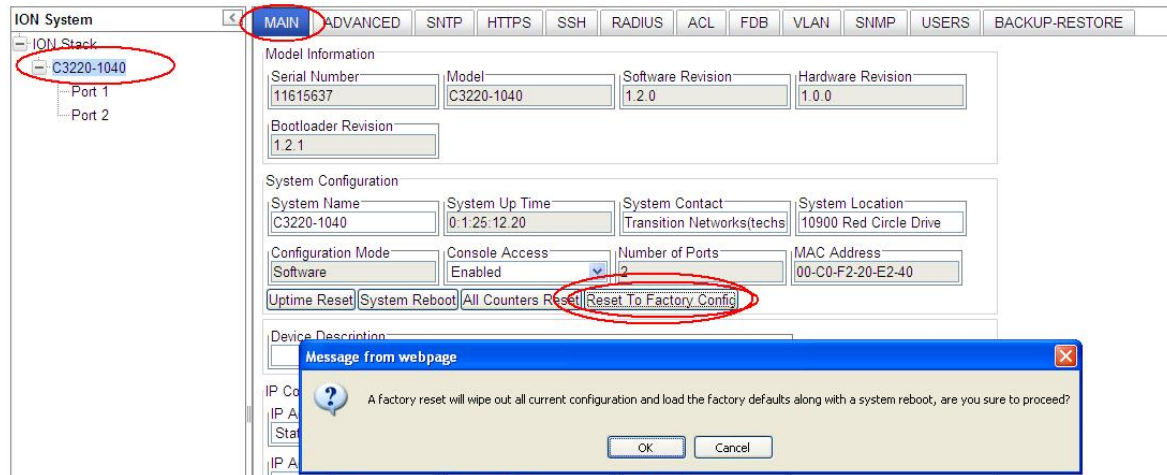 ION System
ION Stack
C3220-1040
Port 1
Port 2
MAIN ADVANCED SNTP HTTPS SSH RADIUS ACL FDB VLAN SNMP USERS BACKUP-RESTORE
Model Information
Serial Number Model Software Revision Hardware Revision
11615637 C3220-1040 1.2.0 1.0.0
Bootloader Revision
1.2.1
System Configuration
System Name System Up Time System Contact System Location
C3220-1040 0:1:25:12.20 Transition Networks(techs 10900 Red Circle Drive
Configuration Mode Console Access Number of Ports MAC Address
Software Enabled 2 00-C0-F2-20-E2-40
Uptime Reset System Reboot All Counters Reset Reset To Factory Config
Device Description
Message from webpage
A factory reset will wipe out all current configuration and load the factory defaults along with a system reboot, are you sure to proceed?
OK Cancel
IP Co
IP A
Stat
IP A